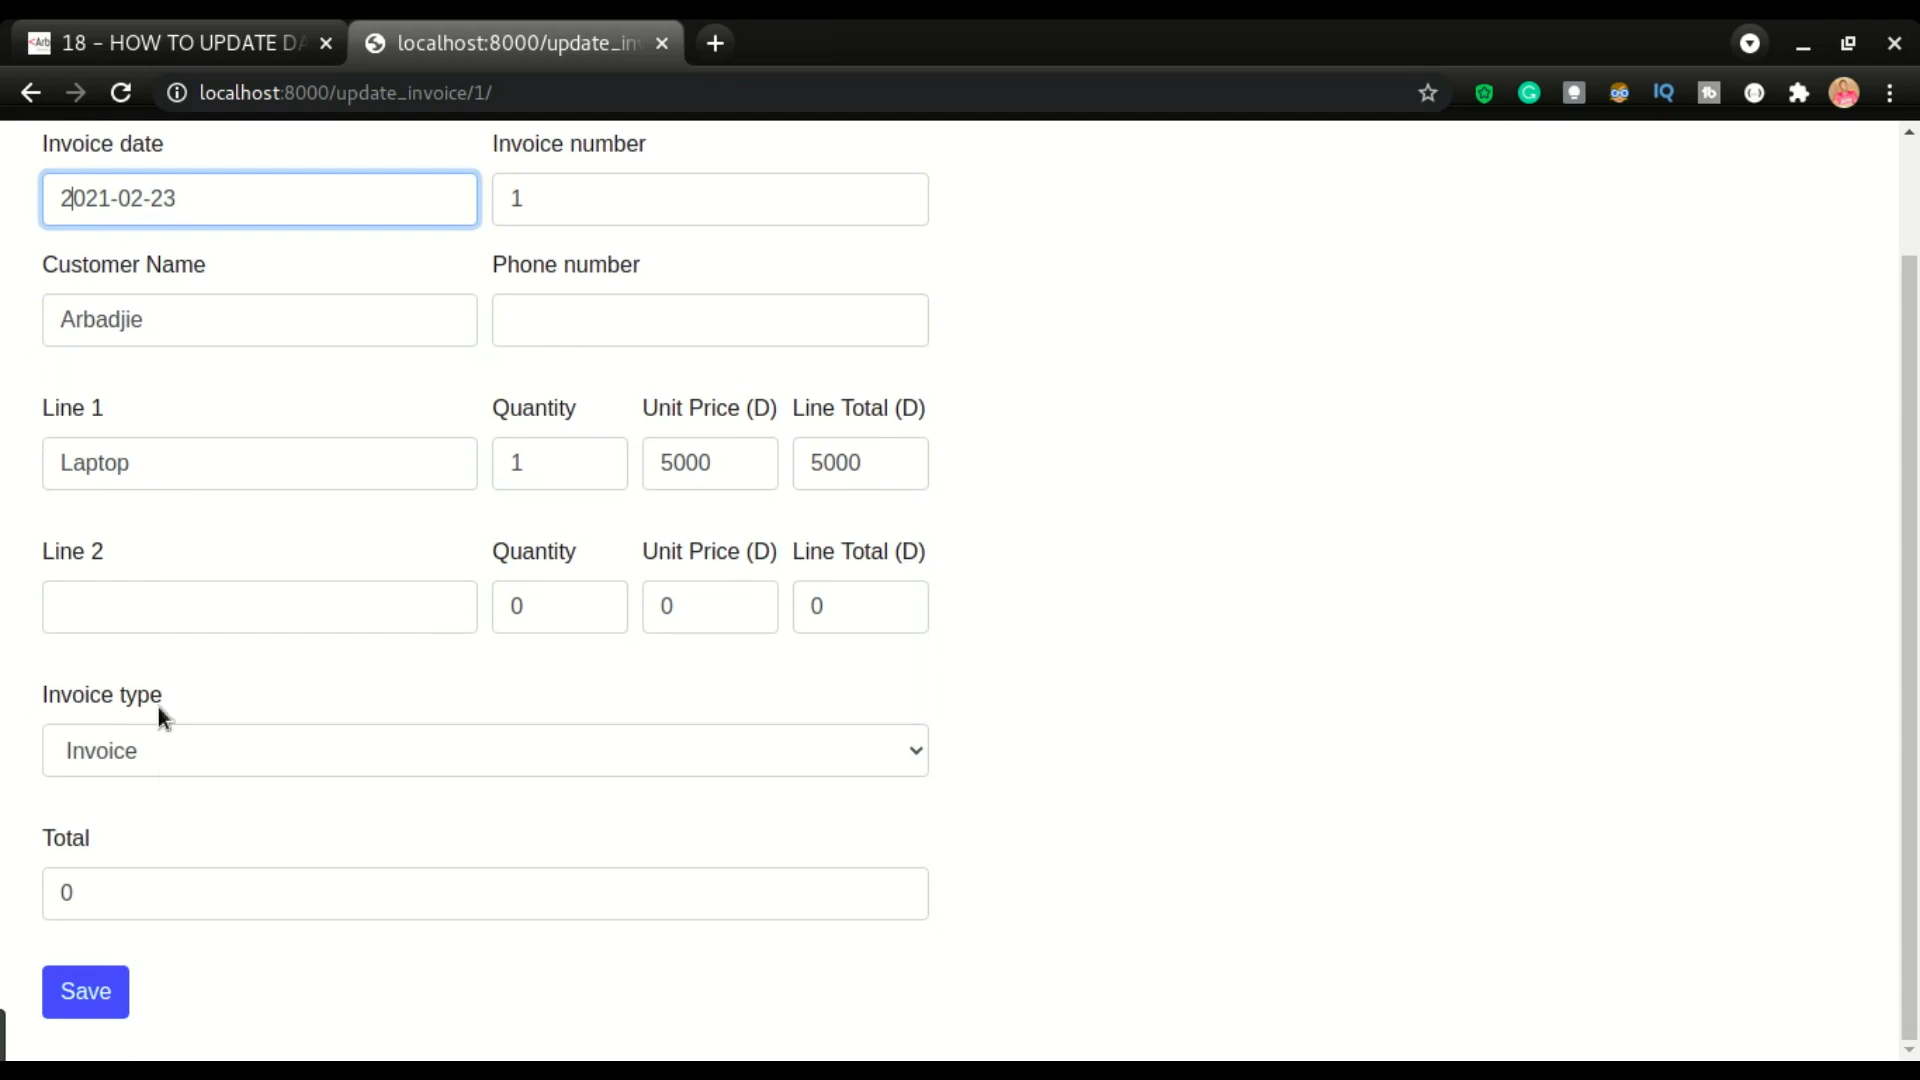 18 – HOW TO UPDATE DA
localhost:8000/update_in
localhost:8000/update_invoice/1/
Invoice date Invoice number
2021-02-23 1
Customer Name Phone number
Arbadjie
Line 1 Quantity Unit Price (D) Line Total (D)
Laptop 1 5000 5000
Line 2 Quantity Unit Price (D) Line Total (D)
0 0 0
Invoice type
Invoice
Total
0
Save